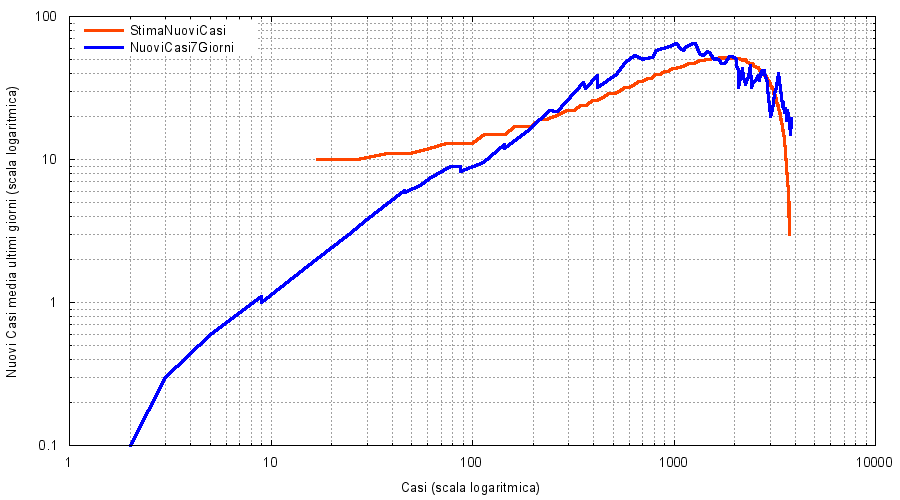 100
StimaNuoviCasi
NuoviCasi7Giorni
10
1
0.1
1
10
100
1000
10000
Nuovi Casi media ultimi giorni (scala logaritmica)
Casi (scala logaritmica)